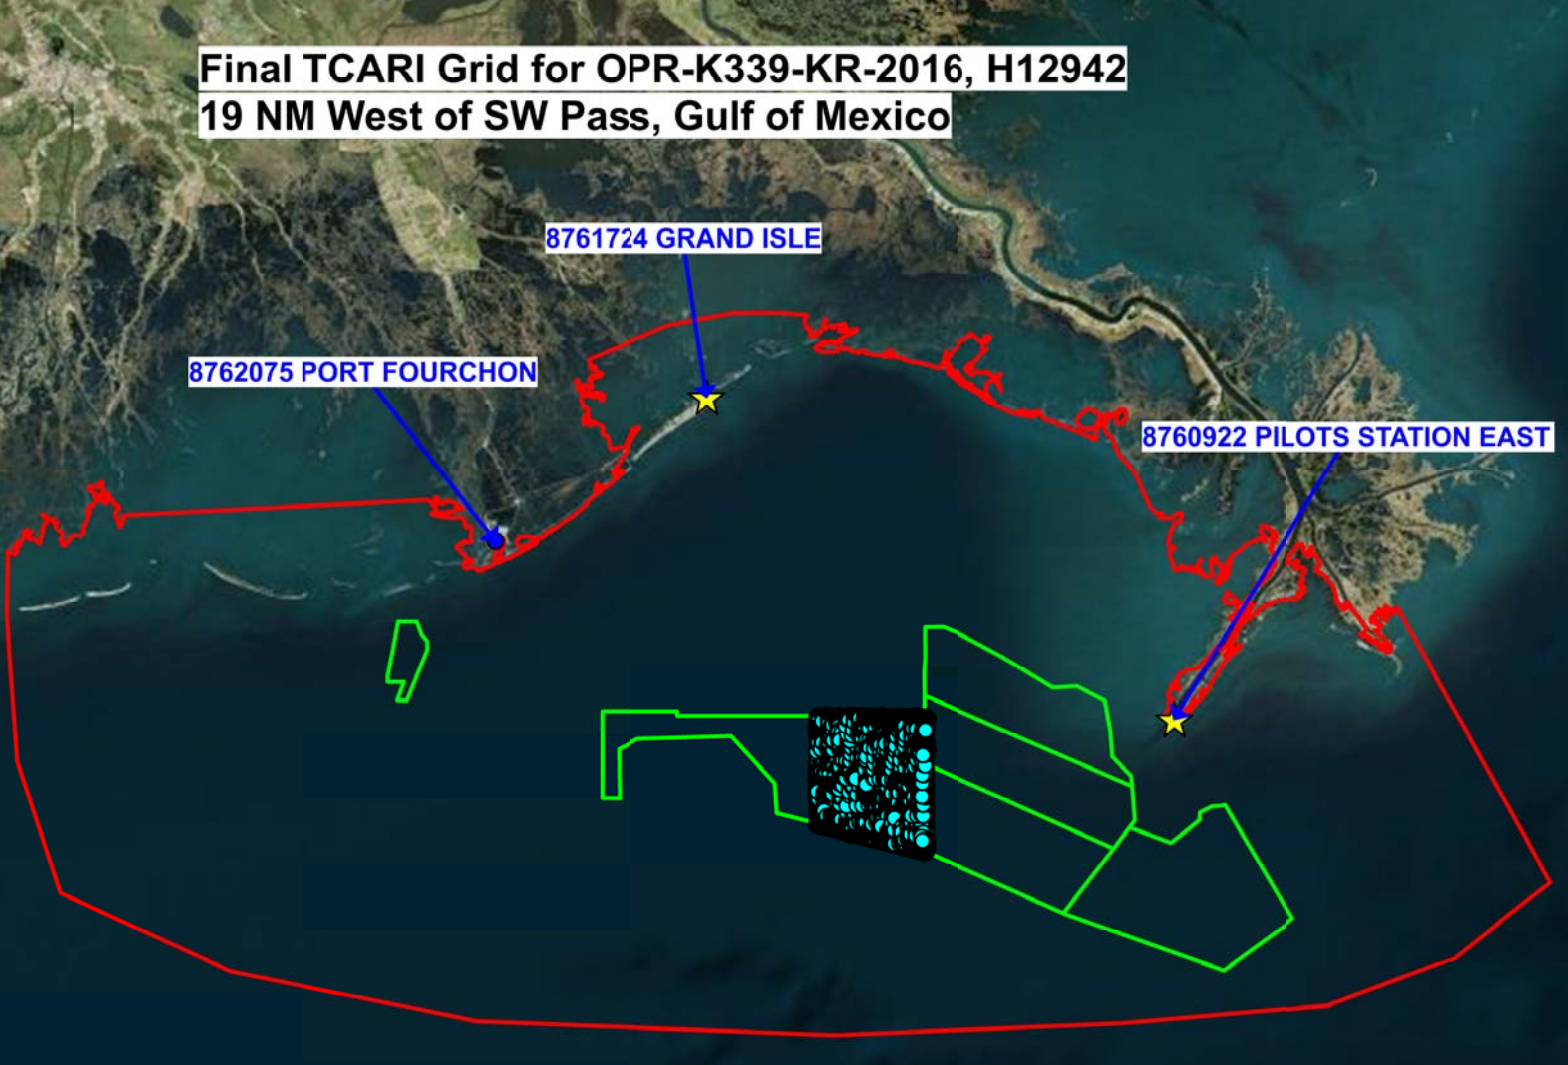 Final TCARI Grid for OPR-K339-KR-2016, H12942
19 NM West of SW Pass, Gulf of Mexico
8761724 GRAND ISLE
8762075 PORT FOURCHON
8760922 PILOTS STATION EAST